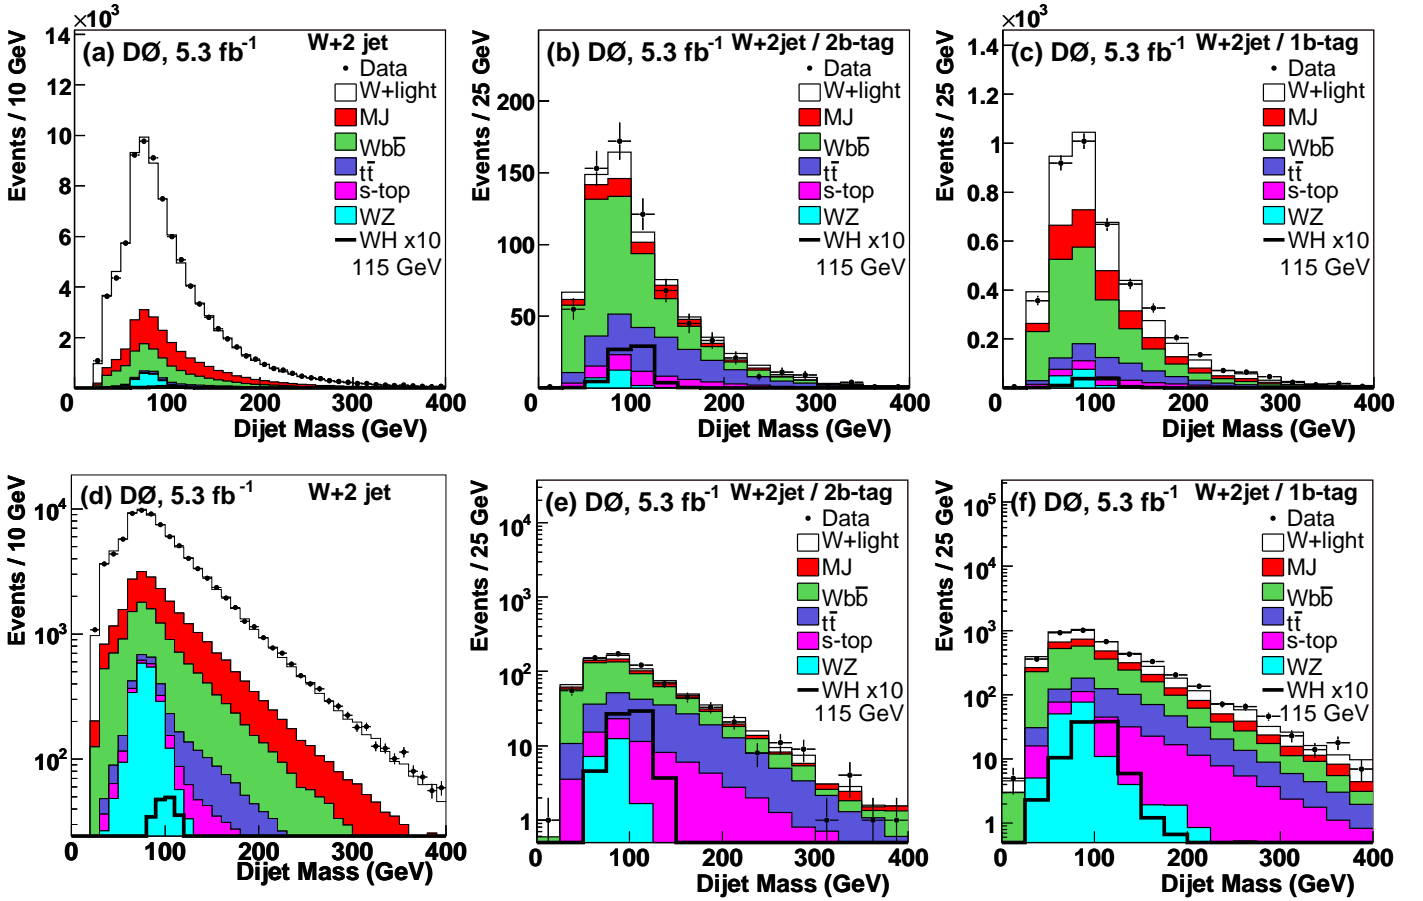 ×10³
(a) DØ, 5.3 fb⁻¹ W+2 jet
Data
W+light
MJ
Wbb̅
tt̅
s-top
WZ
WH x10
115 GeV
Events / 10 GeV
14
12
10
8
6
4
2
0 100 200 300 400
Dijet Mass (GeV)
(b) DØ, 5.3 fb⁻¹ W+2jet / 2b-tag
Data
W+light
MJ
Wbb̅
tt̅
s-top
WZ
WH x10
115 GeV
Events / 25 GeV
200
150
100
50
0 100 200 300 400
Dijet Mass (GeV)
×10³
(c) DØ, 5.3 fb⁻¹ W+2jet / 1b-tag
Data
W+light
MJ
Wbb̅
tt̅
s-top
WZ
WH x10
115 GeV
Events / 25 GeV
1.4
1.2
1
0.8
0.6
0.4
0.2
0 100 200 300 400
Dijet Mass (GeV)
(d) DØ, 5.3 fb⁻¹ W+2 jet
Events / 10 GeV
10⁴
10³
10²
0 100 200 300 400
Dijet Mass (GeV)
(e) DØ, 5.3 fb⁻¹ W+2jet / 2b-tag
Data
W+light
MJ
Wbb̅
tt̅
s-top
WZ
WH x10
115 GeV
Events / 25 GeV
10⁴
10³
10²
10
1
0 100 200 300 400
Dijet Mass (GeV)
(f) DØ, 5.3 fb⁻¹ W+2jet / 1b-tag
Data
W+light
MJ
Wbb̅
tt̅
s-top
WZ
WH x10
115 GeV
Events / 25 GeV
10⁵
10⁴
10³
10²
10
1
0 100 200 300 400
Dijet Mass (GeV)